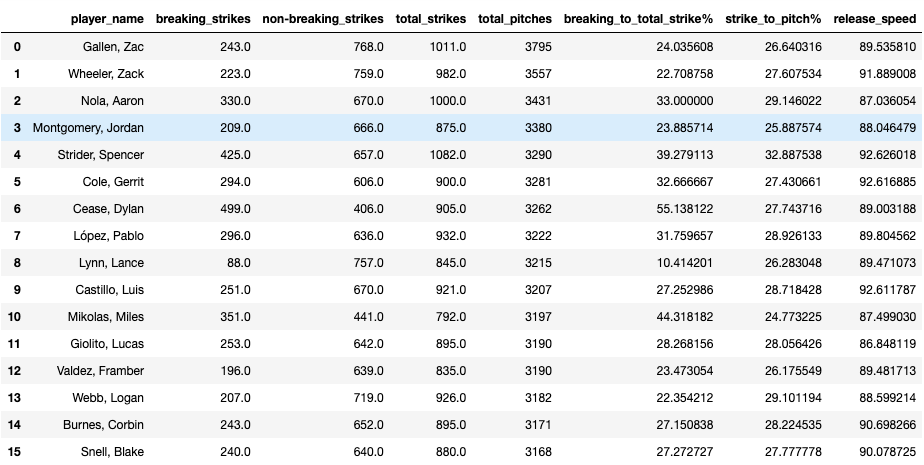 player_name breaking_strikes non-breaking_strikes total_strikes total_pitches breaking_to_total_strike% strike_to_pitch% release_speed
0 Gallen, Zac 243.0 768.0 1011.0 3795 24.035608 26.640316 89.535810
1 Wheeler, Zack 223.0 759.0 982.0 3557 22.708758 27.607534 91.889008
2 Nola, Aaron 330.0 670.0 1000.0 3431 33.000000 29.146022 87.036054
3 Montgomery, Jordan 209.0 666.0 875.0 3380 23.885714 25.887574 88.046479
4 Strider, Spencer 425.0 657.0 1082.0 3290 39.279113 32.887538 92.626018
5 Cole, Gerrit 294.0 606.0 900.0 3281 32.666667 27.430661 92.616885
6 Cease, Dylan 499.0 406.0 905.0 3262 55.138122 27.743716 89.003188
7 López, Pablo 296.0 636.0 932.0 3222 31.759657 28.926133 89.804562
8 Lynn, Lance 88.0 757.0 845.0 3215 10.414201 26.283048 89.471073
9 Castillo, Luis 251.0 670.0 921.0 3207 27.252986 28.718428 92.611787
10 Mikolas, Miles 351.0 441.0 792.0 3197 44.318182 24.773225 87.499030
11 Giolito, Lucas 253.0 642.0 895.0 3190 28.268156 28.056426 86.848119
12 Valdez, Framber 196.0 639.0 835.0 3190 23.473054 26.175549 89.481713
13 Webb, Logan 207.0 719.0 926.0 3182 22.354212 29.101194 88.599214
14 Burnes, Corbin 243.0 652.0 895.0 3171 27.150838 28.224535 90.698266
15 Snell, Blake 240.0 640.0 880.0 3168 27.272727 27.777778 90.078725